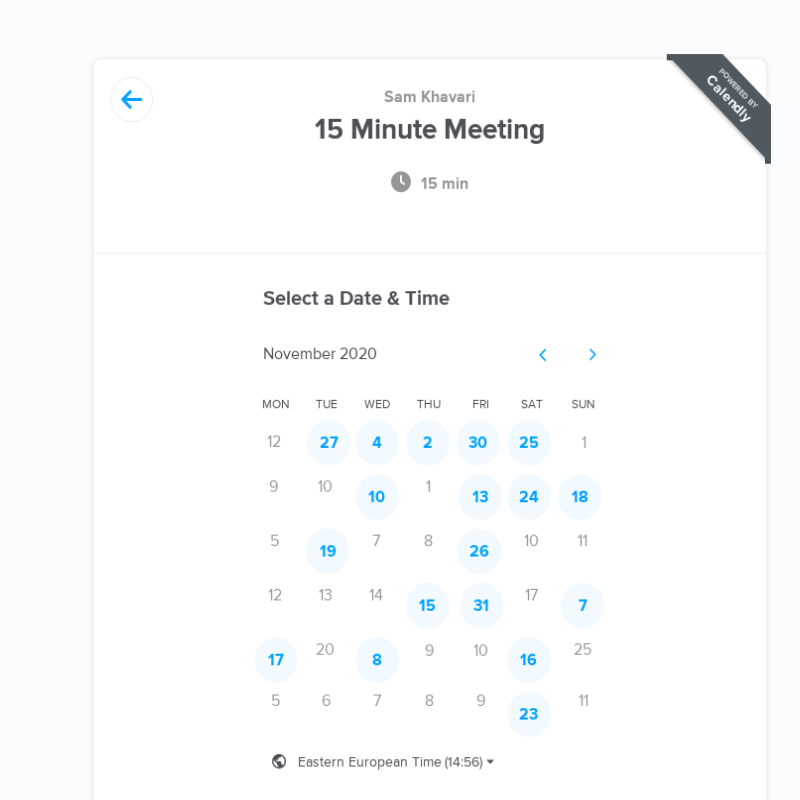 POWERED BY
Calendly
Sam Khavari
15 Minute Meeting
15 min
Select a Date & Time
November 2020
MON TUE WED THU FRI SAT SUN
12 27 4 2 30 25 1
9 10 10 1 13 24 18
5 19 7 8 26 10 11
12 13 14 15 31 17 7
17 20 8 9 10 16 25
5 6 7 8 9 23 11
Eastern European Time (14:56)